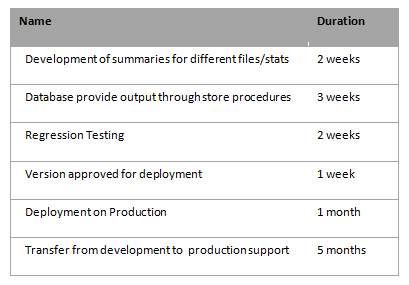 Name Duration
Development of summaries for different files/stats 2 weeks
Database provide output through store procedures 3 weeks
Regression Testing 2 weeks
Version approved for deployment 1 week
Deployment on Production 1 month
Transfer from development to production support 5 months